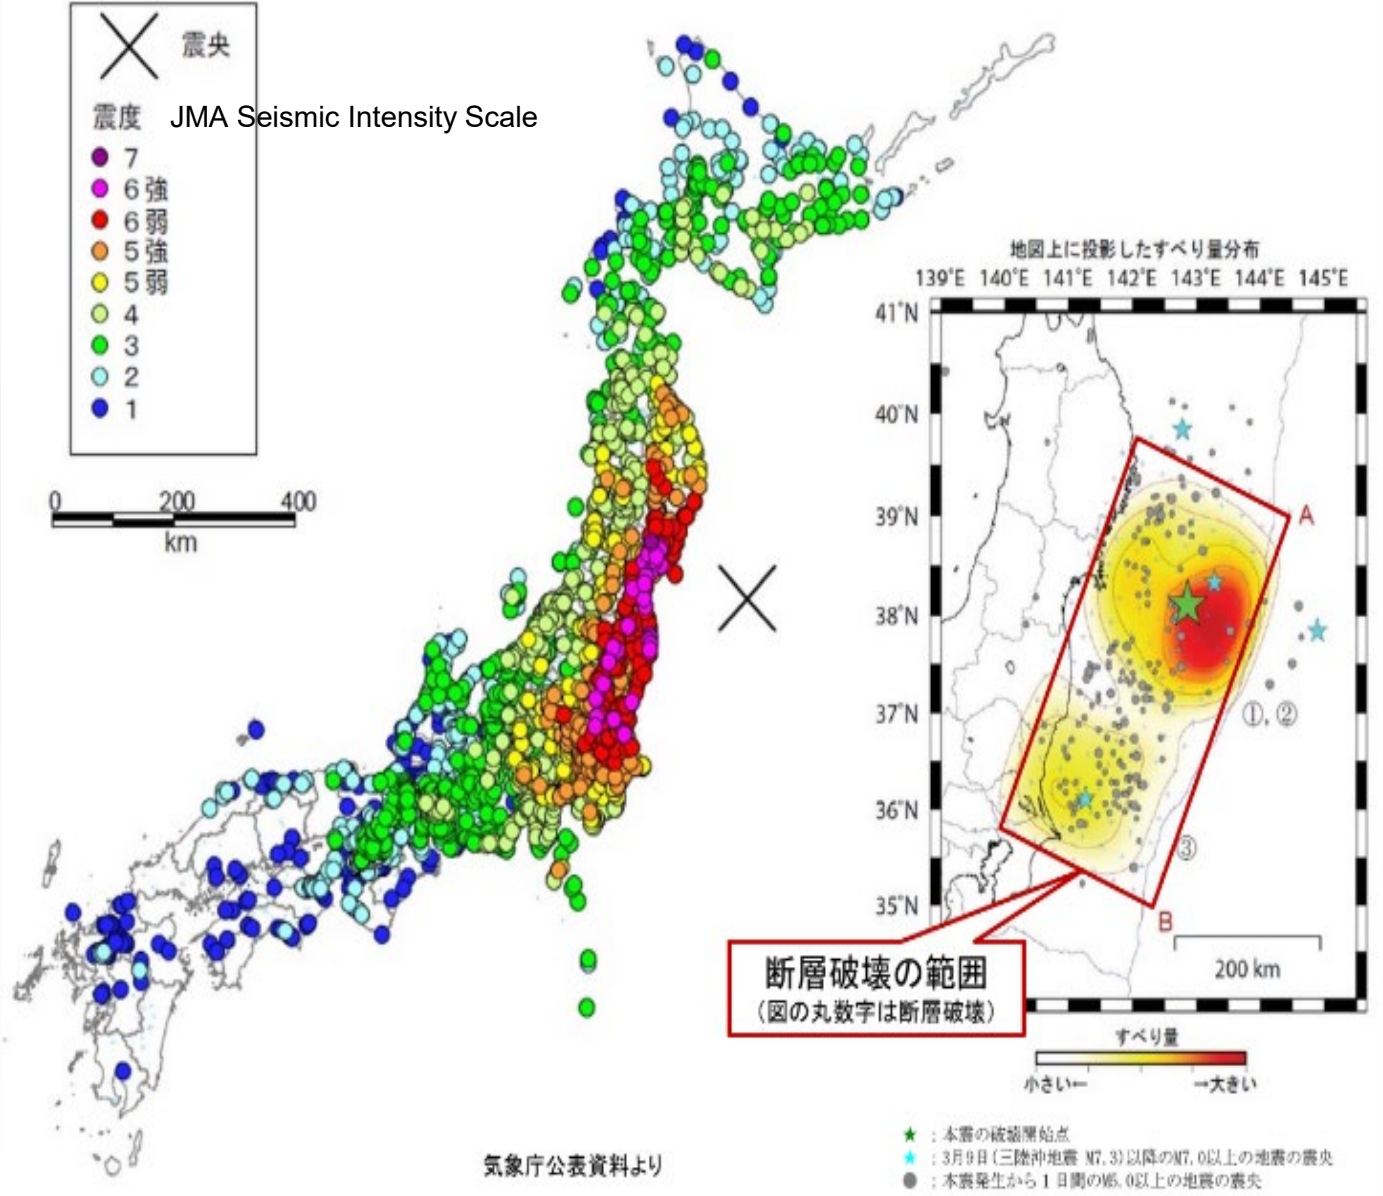 震央
震度 JMA Seismic Intensity Scale
7
6強
6弱
5強
5弱
4
3
2
1
0 200 400
km
地図上に投影したすべり量分布
139°E 140°E 141°E 142°E 143°E 144°E 145°E
41°N
40°N
39°N
38°N
37°N
36°N
35°N
A
①,②
③
B
200 km
断層破壊の範囲
(図の丸数字は断層破壊)
すべり量
小さい← →大きい
★ : 本震の破壊開始点
★ : 3月9日(三陸沖地震 M7.3)以降のM7.0以上の地震の震央
● : 本震発生から1日間のM5.0以上の地震の震央
気象庁公表資料より